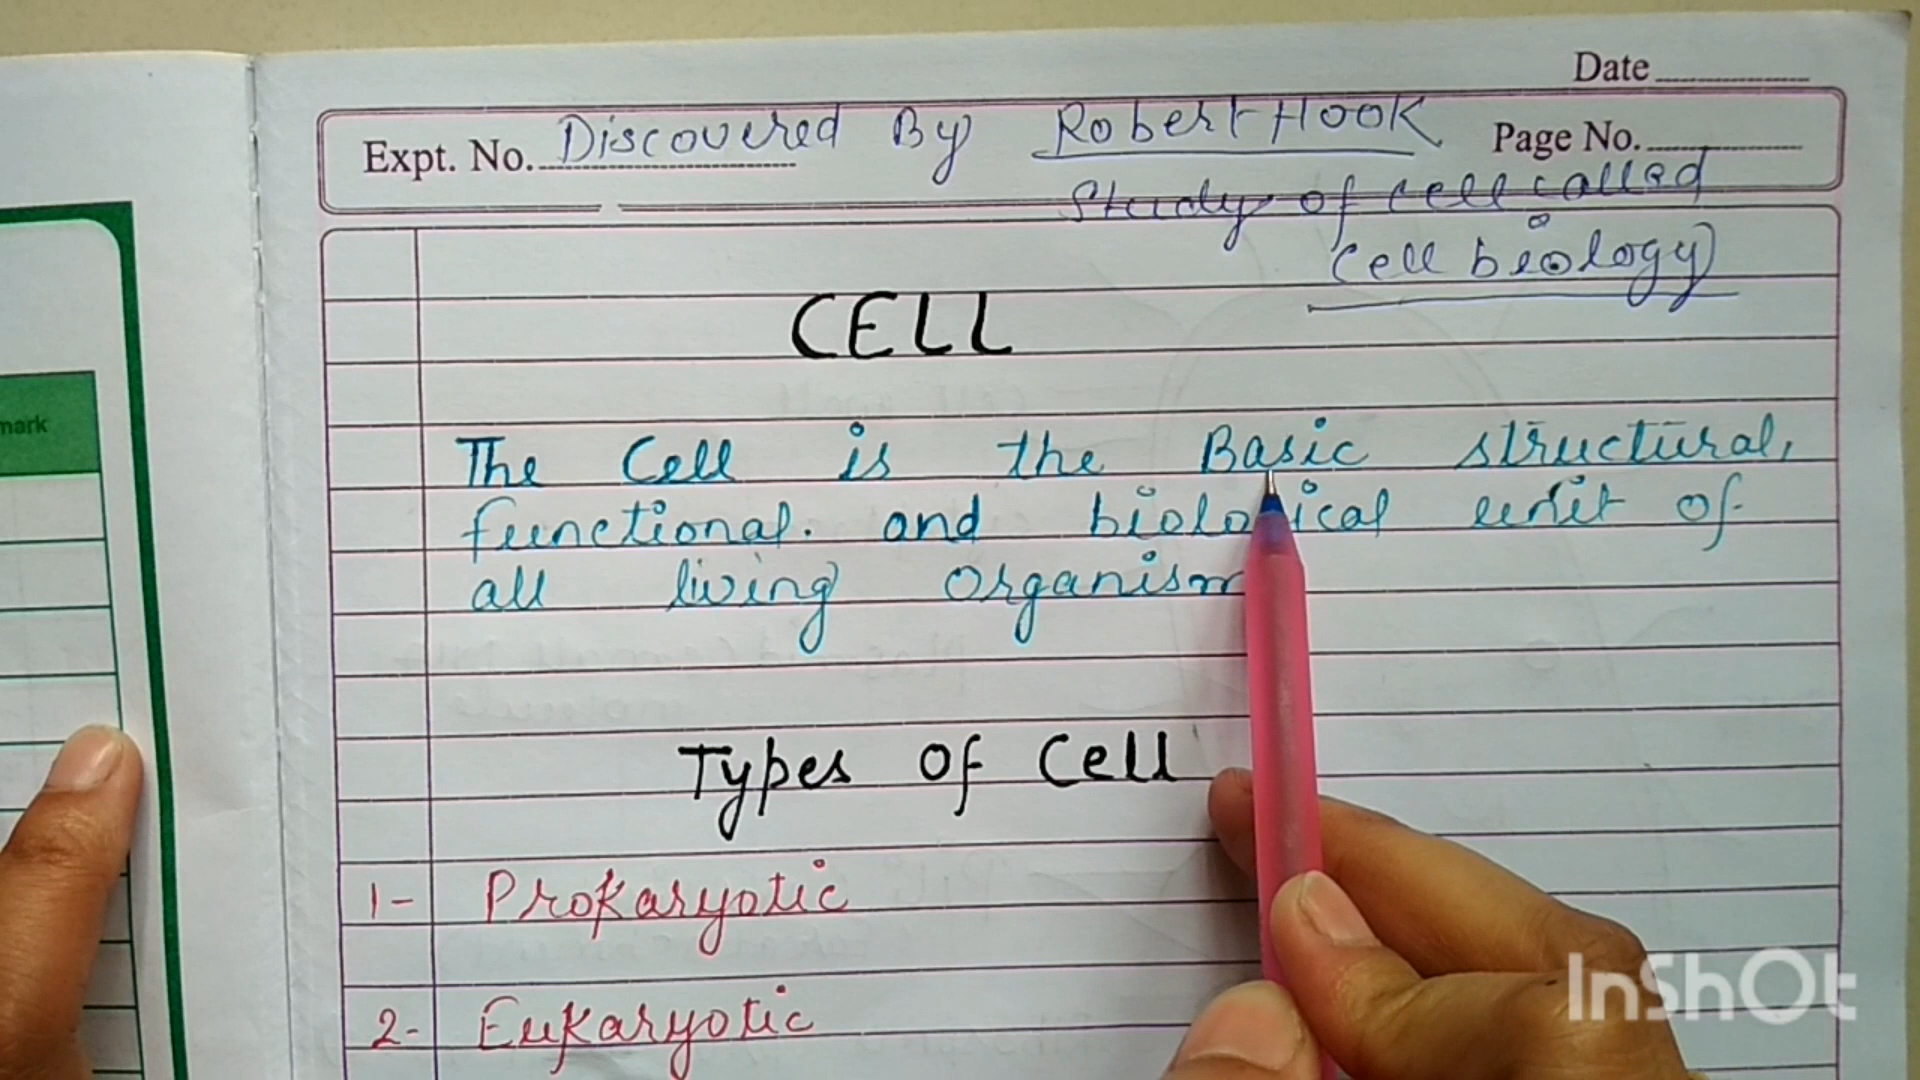 Date
Expt. No. Discovered By Robert Hook Page No.
Study of cell called
cell biology
CELL
mark
The Cell is the Basic structural,
functional. and biological unit of
all living organism
Types of Cell
1- Prokaryotic
2- Eukaryotic
InShOt